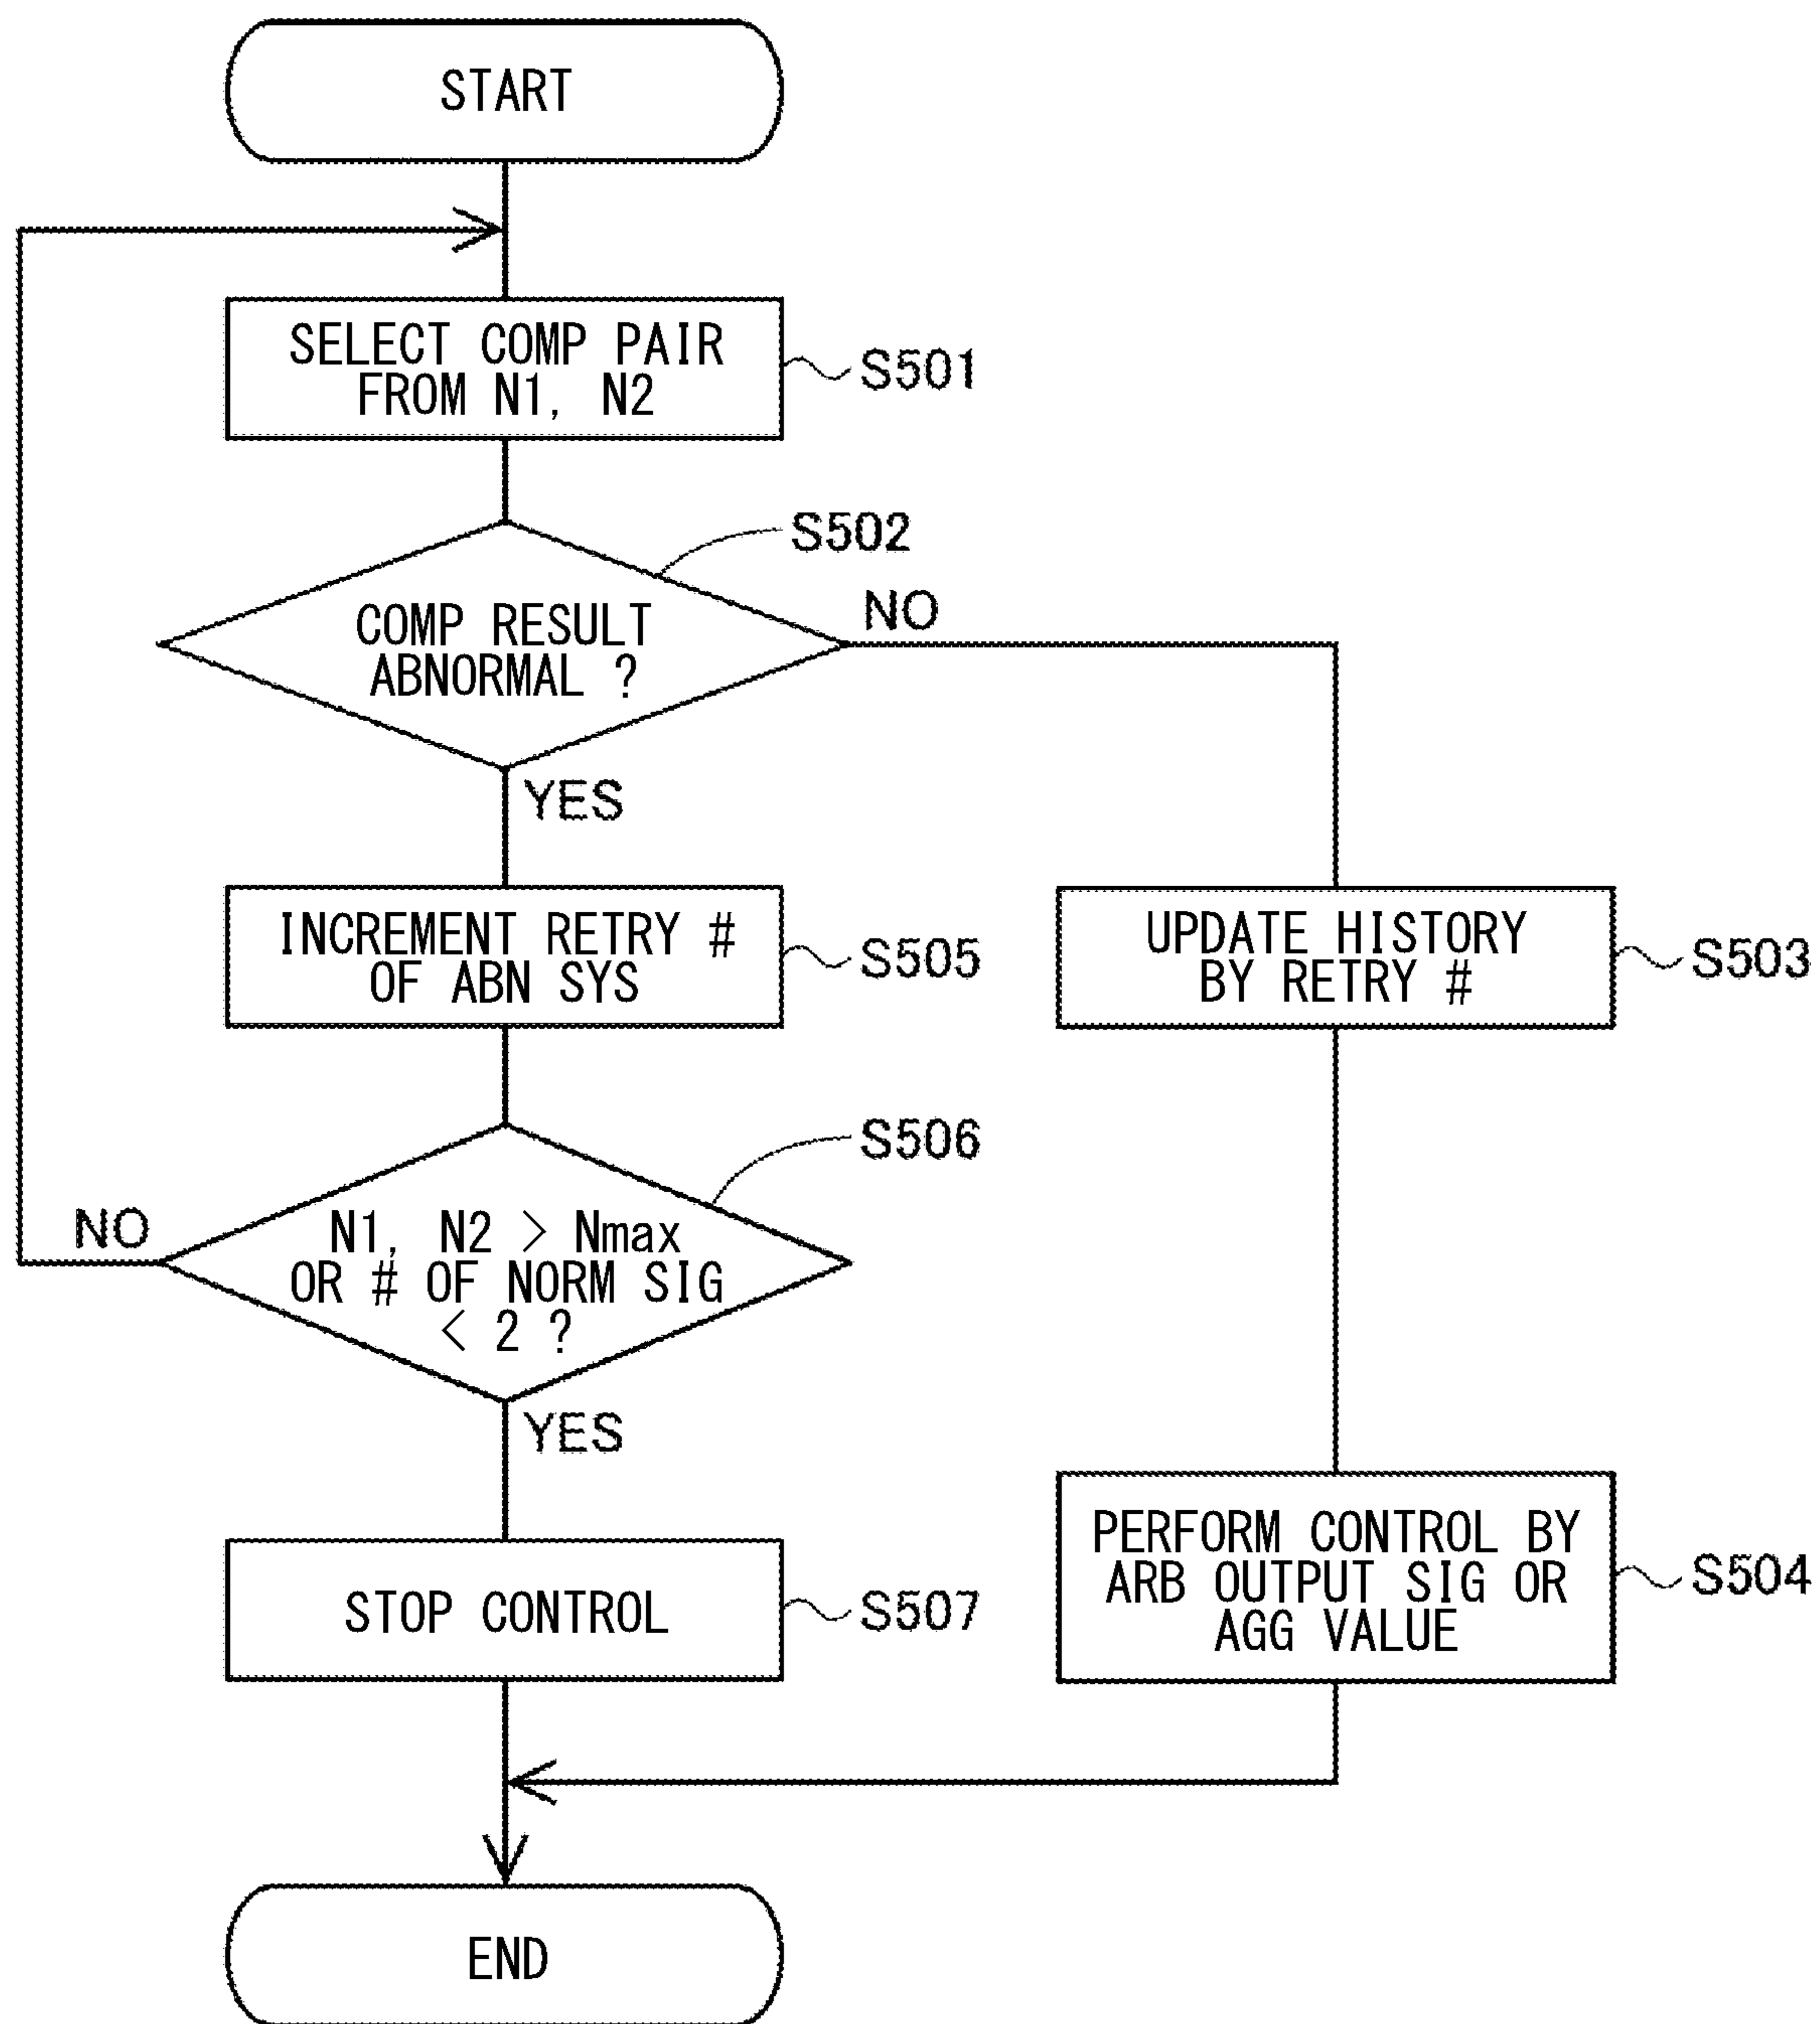 START
SELECT COMP PAIR
FROM N1, N2
S501
S502
COMP RESULT
ABNORMAL ?
NO
YES
INCREMENT RETRY #
OF ABN SYS
S505
UPDATE HISTORY
BY RETRY #
S503
S506
N1, N2 > Nmax
OR # OF NORM SIG
< 2 ?
NO
YES
STOP CONTROL
S507
PERFORM CONTROL BY
ARB OUTPUT SIG OR
AGG VALUE
S504
END